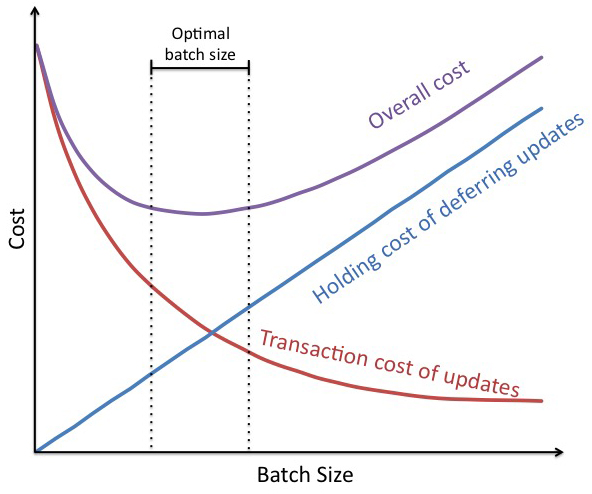 Optimal
batch size
Overall cost
Holding cost of deferring updates
Transaction cost of updates
Cost
Batch Size